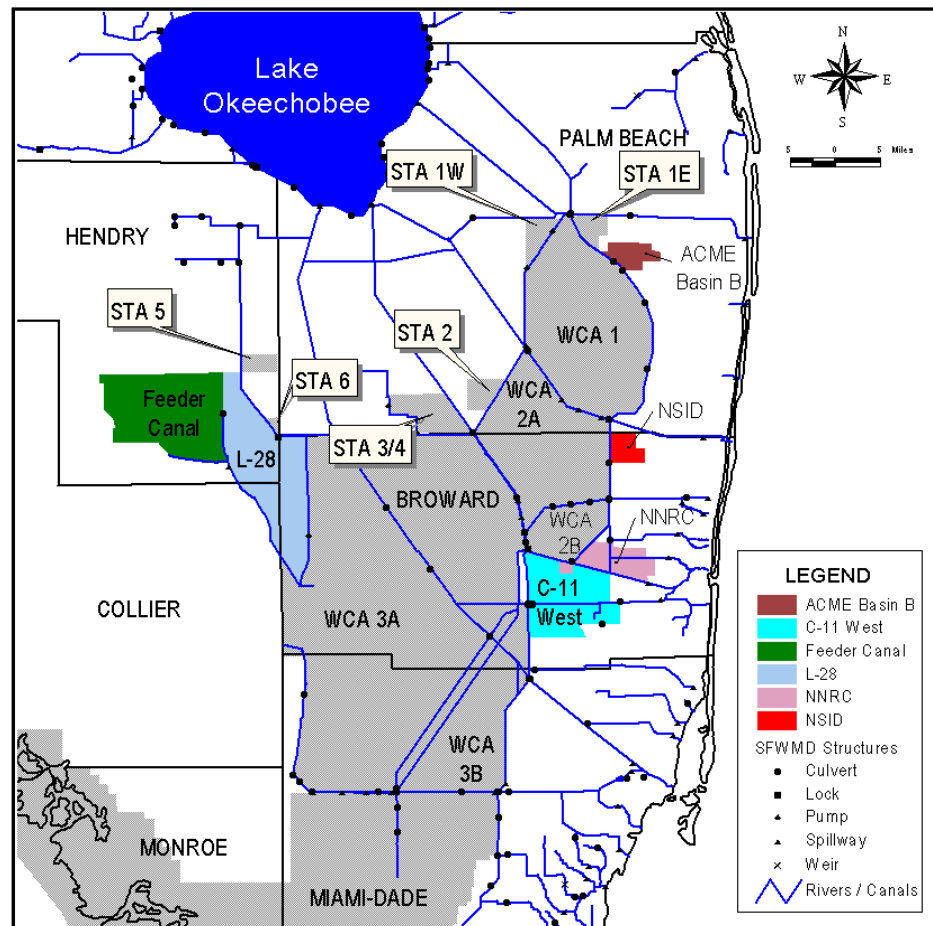 Lake
Okeechobee
N
W
E
S
5
0
5
Miles
PALM BEACH
STA 1W
STA 1E
HENDRY
ACME
Basin B
STA 5
STA 2
WCA 1
STA 6
WCA
2A
Feeder
Canal
NSID
STA 3/4
L-28
BROWARD
WCA
2B
NNRC
C-11
West
COLLIER
WCA 3A
WCA
3B
MONROE
MIAMI-DADE
LEGEND
ACME Basin B
C-11 West
Feeder Canal
L-28
NNRC
NSID
SFWMD Structures
Culvert
Lock
Pump
Spillway
Weir
Rivers / Canals